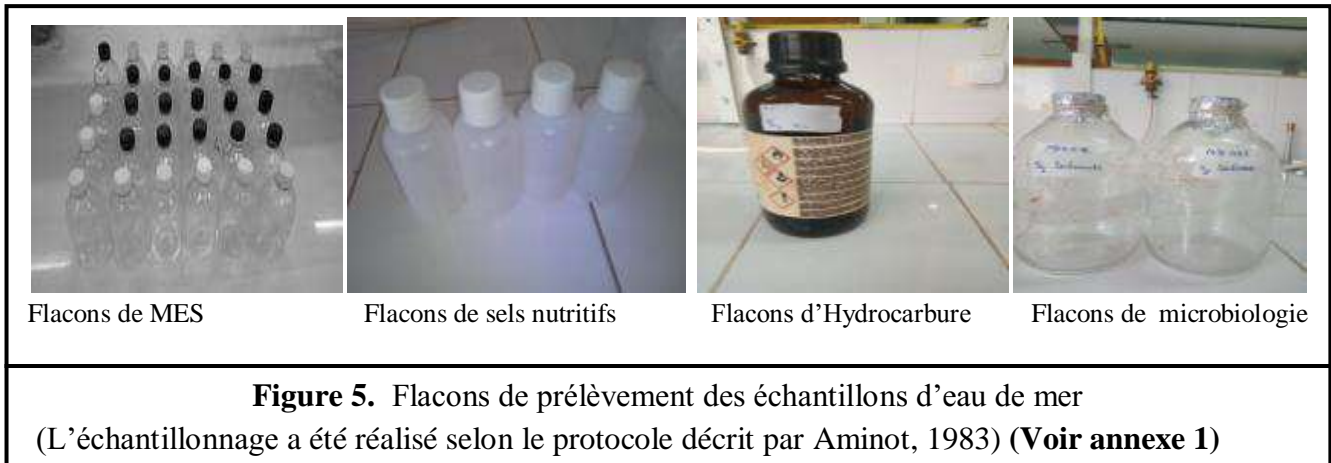 Flacons de MES
Flacons de sels nutritifs
Flacons d’Hydrocarbure
Flacons de microbiologie
Figure 5. Flacons de prélèvement des échantillons d’eau de mer
(L’échantillonnage a été réalisé selon le protocole décrit par Aminot, 1983) (Voir annexe 1)